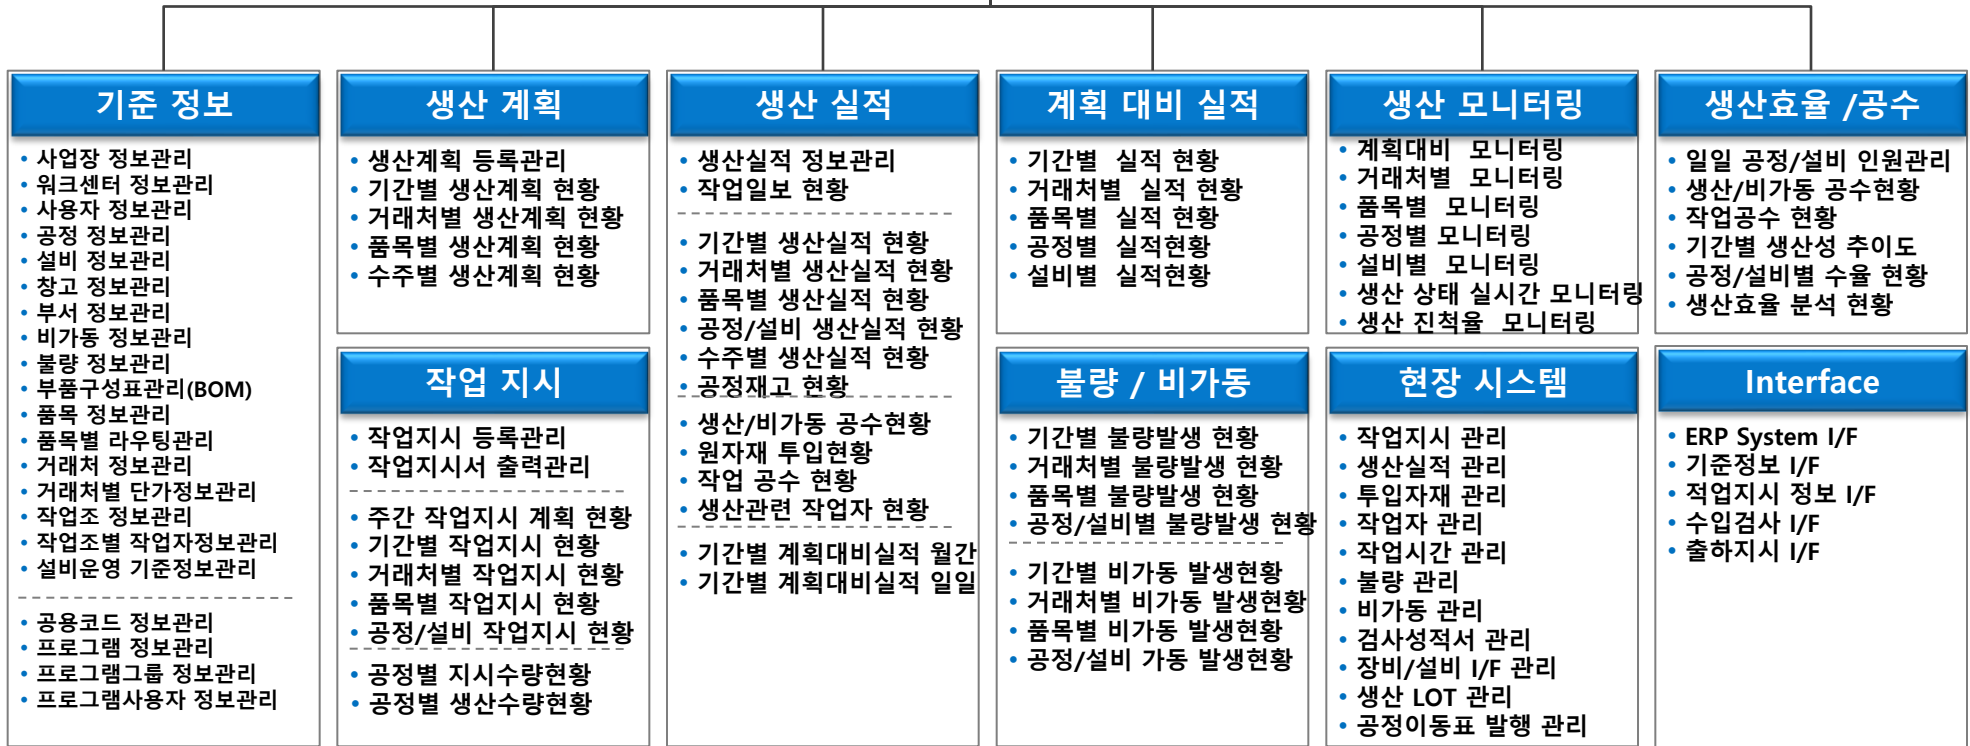 기준 정보
• 사업장 정보관리
• 워크센터 정보관리
• 사용자 정보관리
• 공정 정보관리
• 설비 정보관리
• 창고 정보관리
• 부서 정보관리
• 비가동 정보관리
• 불량 정보관리
• 부품구성표관리(BOM)
• 품목 정보관리
• 품목별 라우팅관리
• 거래처 정보관리
• 거래처별 단가정보관리
• 작업조 정보관리
• 작업조별 작업자정보관리
• 설비운영 기준정보관리
• 공용코드 정보관리
• 프로그램 정보관리
• 프로그램그룹 정보관리
• 프로그램사용자 정보관리
생산 계획
• 생산계획 등록관리
• 기간별 생산계획 현황
• 거래처별 생산계획 현황
• 품목별 생산계획 현황
• 수주별 생산계획 현황
작업 지시
• 작업지시 등록관리
• 작업지시서 출력관리
• 주간 작업지시 계획 현황
• 기간별 작업지시 현황
• 거래처별 작업지시 현황
• 품목별 작업지시 현황
• 공정/설비 작업지시 현황
• 공정별 지시수량현황
• 공정별 생산수량현황
생산 실적
• 생산실적 정보관리
• 작업일보 현황
• 기간별 생산실적 현황
• 거래처별 생산실적 현황
• 품목별 생산실적 현황
• 공정/설비 생산실적 현황
• 수주별 생산실적 현황
• 공정재고 현황
• 생산/비가동 공수현황
• 원자재 투입현황
• 작업 공수 현황
• 생산관련 작업자 현황
• 기간별 계획대비실적 월간
• 기간별 계획대비실적 일일
계획 대비 실적
• 기간별 실적 현황
• 거래처별 실적 현황
• 품목별 실적 현황
• 공정별 실적현황
• 설비별 실적현황
불량 / 비가동
• 기간별 불량발생 현황
• 거래처별 불량발생 현황
• 품목별 불량발생 현황
• 공정/설비별 불량발생 현황
• 기간별 비가동 발생현황
• 거래처별 비가동 발생현황
• 품목별 비가동 발생현황
• 공정/설비 가동 발생현황
생산 모니터링
• 계획대비 모니터링
• 거래처별 모니터링
• 품목별 모니터링
• 공정별 모니터링
• 설비별 모니터링
• 생산 상태 실시간 모니터링
• 생산 진척율 모니터링
현장 시스템
• 작업지시 관리
• 생산실적 관리
• 투입자재 관리
• 작업자 관리
• 작업시간 관리
• 불량 관리
• 비가동 관리
• 검사성적서 관리
• 장비/설비 I/F 관리
• 생산 LOT 관리
• 공정이동표 발행 관리
생산효율 /공수
• 일일 공정/설비 인원관리
• 생산/비가동 공수현황
• 작업공수 현황
• 기간별 생산성 추이도
• 공정/설비별 수율 현황
• 생산효율 분석 현황
Interface
• ERP System I/F
• 기준정보 I/F
• 적업지시 정보 I/F
• 수입검사 I/F
• 출하지시 I/F